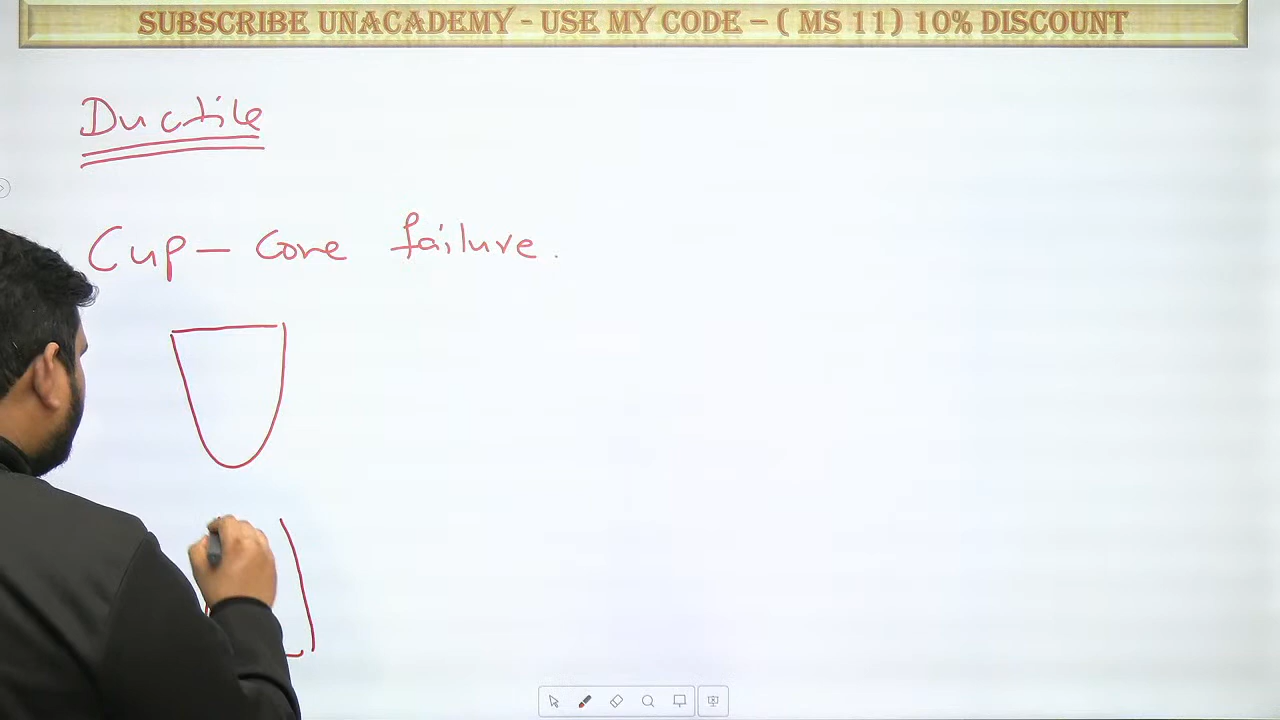 SUBSCRIBE UNACADEMY - USE MY CODE – ( MS 11) 10% DISCOUNT
Ductile
Cup – Cone failure.